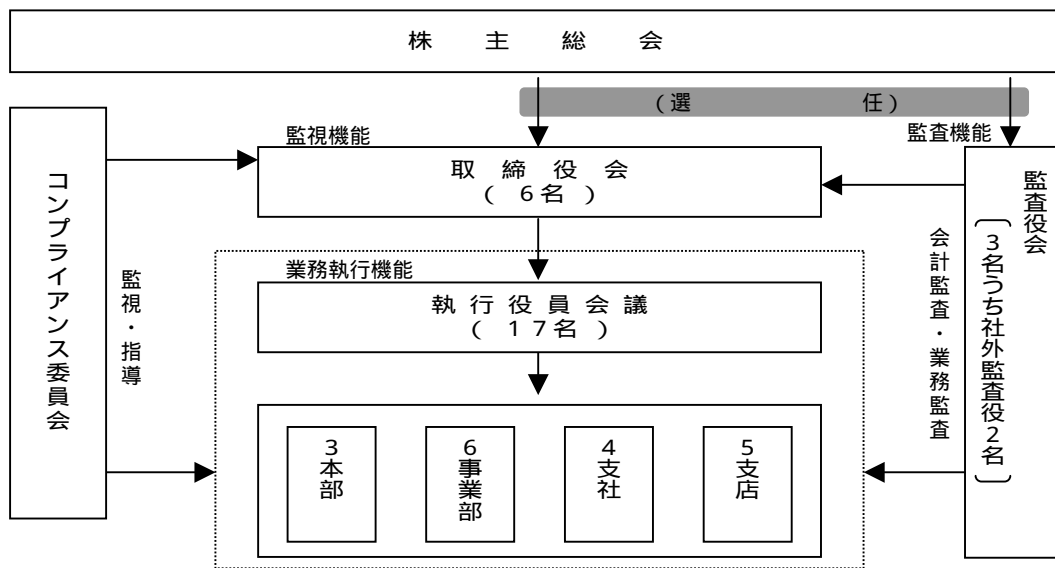 株主総会
(選任)
監視機能
監査機能
取締役会
(6名)
監査役会
3名うち社外監査役2名
コンプライアンス委員会
監視・指導
会計監査・業務監査
業務執行機能
執行役員会議
(17名)
3本部
6事業部
4支社
5支店